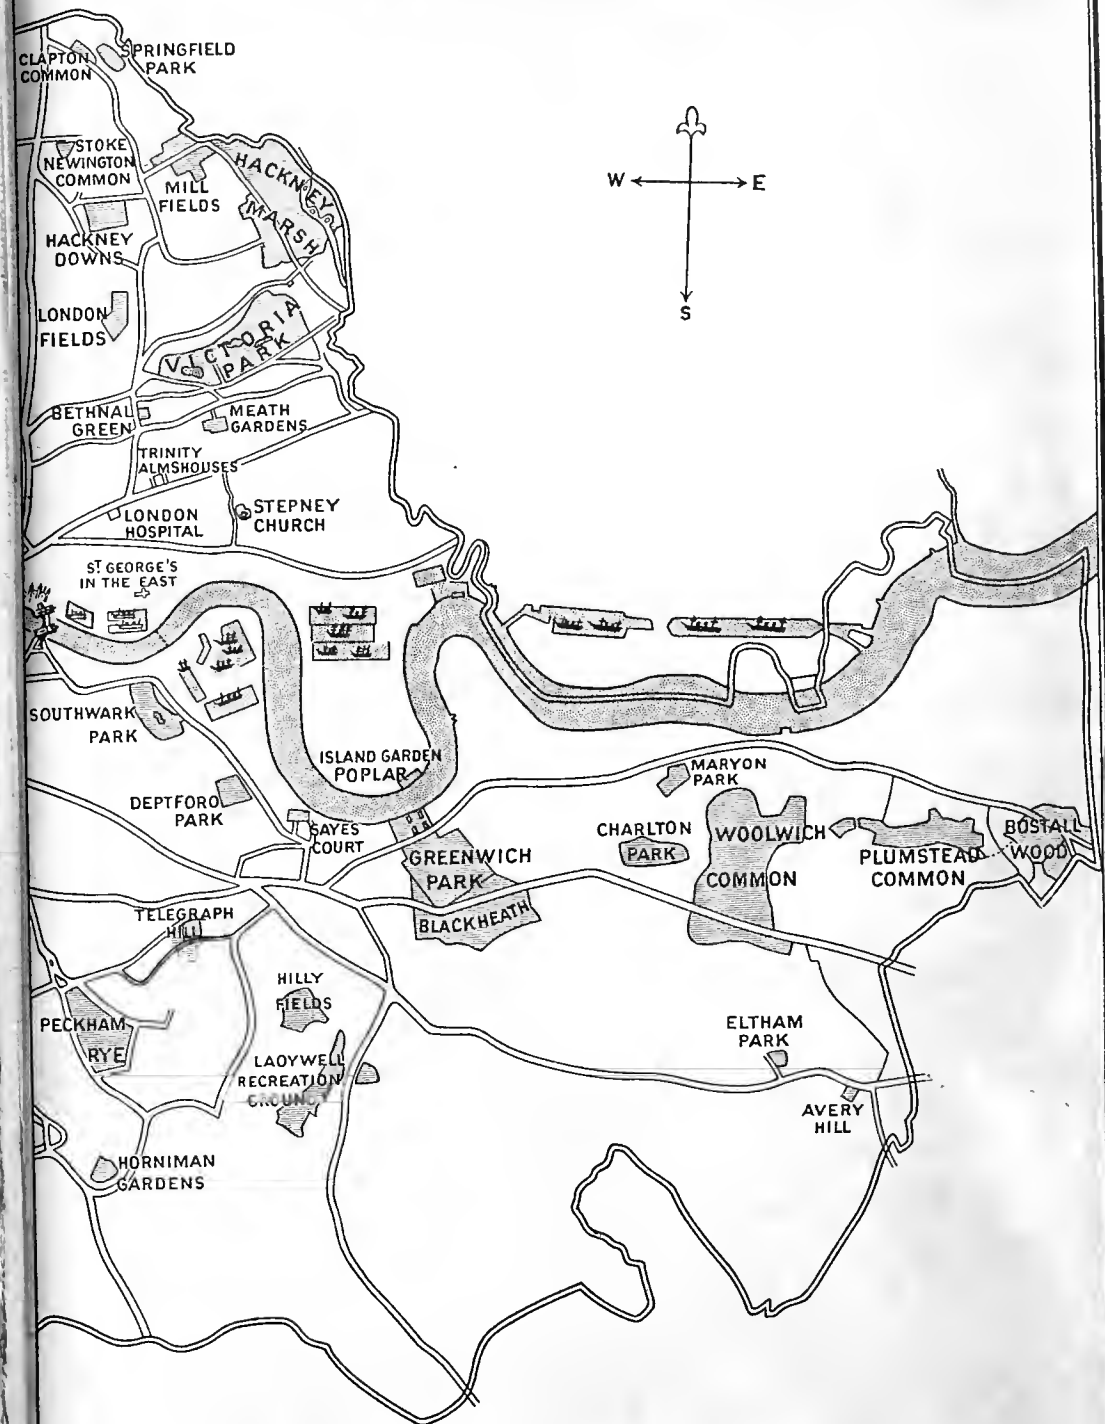 CLAPTON
COMMON
SPRINGFIELD
PARK
STOKE
NEWINGTON
COMMON
MILL
FIELDS
HACKNEY
MARSH
W
E
S
HACKNEY
DOWNS
LONDON
FIELDS
VICTORIA
PARK
BETHNAL
GREEN
MEATH
GARDENS
TRINITY
ALMSHOUSES
LONDON
HOSPITAL
STEPNEY
CHURCH
ST GEORGE'S
IN THE EAST
SOUTHWARK
PARK
ISLAND GARDEN
POPLAR
DEPTFORD
PARK
SAYES
COURT
MARYON
PARK
CHARLTON
PARK
WOOLWICH
COMMON
PLUMSTEAD
COMMON
BOSTALL
WOOD
GREENWICH
PARK
BLACKHEATH
TELEGRAPH
HILL
HILLY
FIELDS
PECKHAM
RYE
LADYWELL
RECREATION
GROUND
ELTHAM
PARK
AVERY
HILL
HORNIMAN
GARDENS